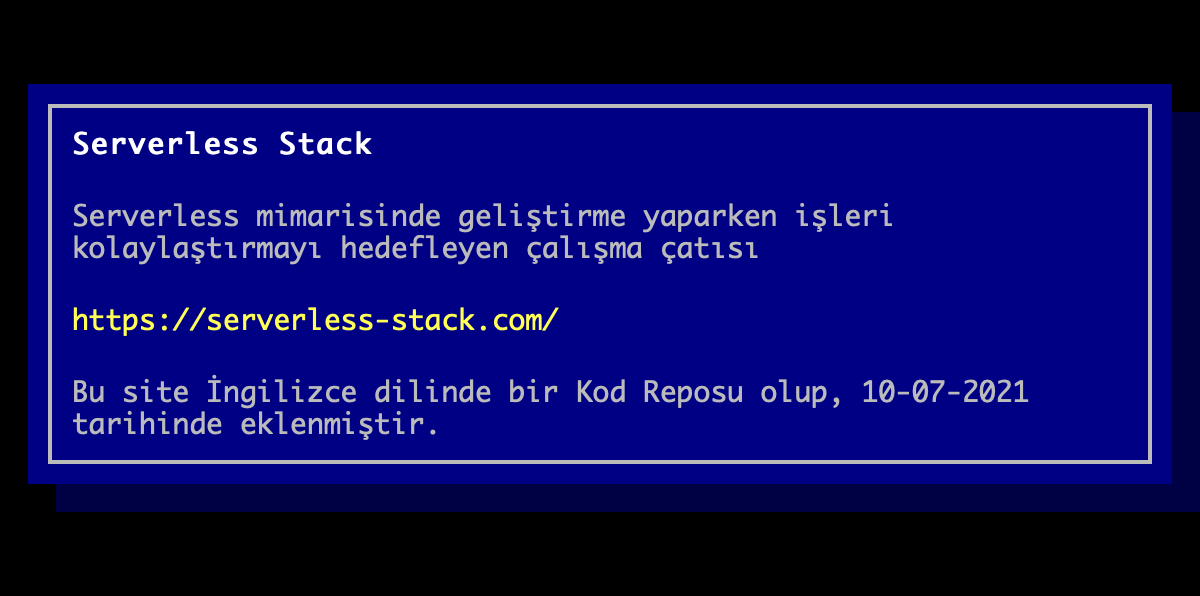 Serverless Stack
Serverless mimarisinde geliştirme yaparken işleri
kolaylaştırmayı hedefleyen çalışma çatısı
https://serverless-stack.com/
Bu site İngilizce dilinde bir Kod Reposu olup, 10-07-2021
tarihinde eklenmiştir.